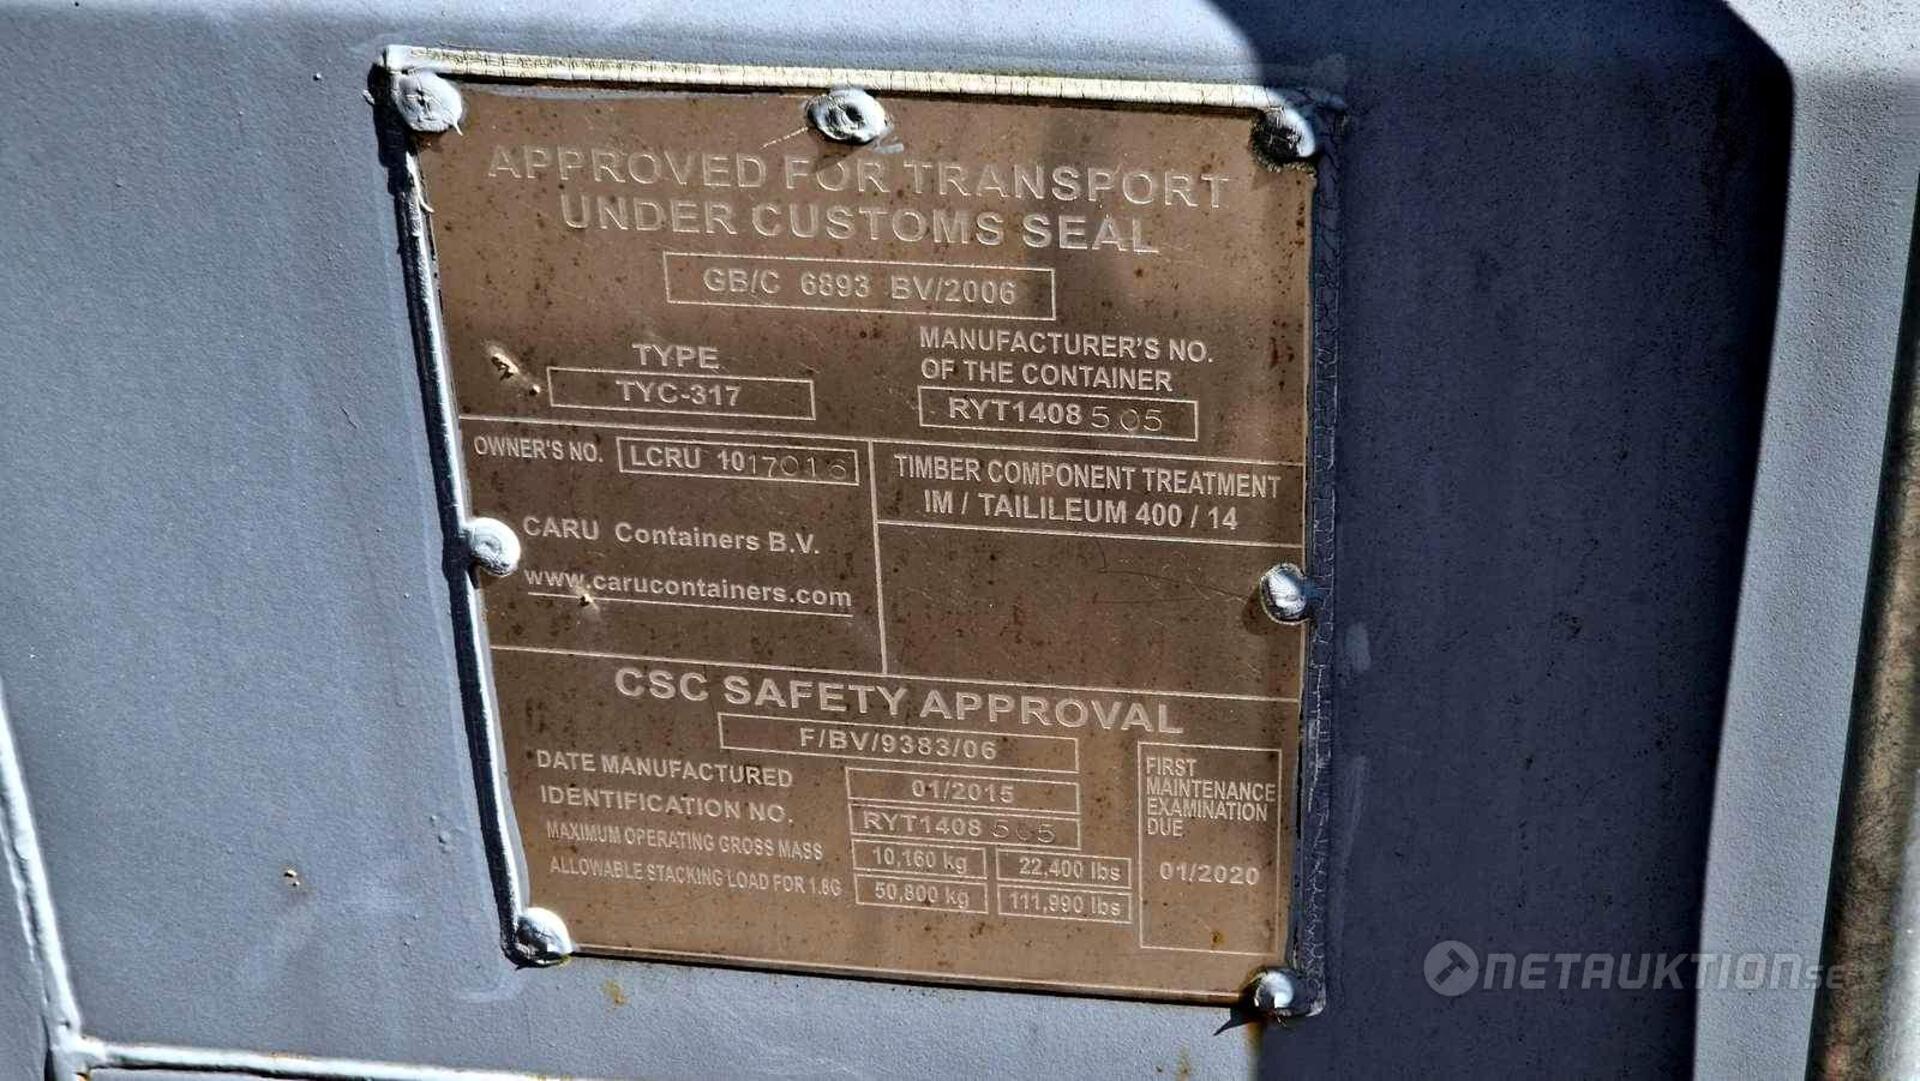 APPROVED FOR TRANSPORT
UNDER CUSTOMS SEAL
GB/C 6893 BV/2006
TYPE
TYC-317
MANUFACTURER'S NO.
OF THE CONTAINER
RYT1408 505
OWNER'S NO. LCRU 1017016
CARU Containers B.V.
www.carucontainers.com
TIMBER COMPONENT TREATMENT
IM / TAILILEUM 400 / 14
CSC SAFETY APPROVAL
F/BV/9383/06
DATE MANUFACTURED 01/2015
IDENTIFICATION NO. RYT1408 505
MAXIMUM OPERATING GROSS MASS 10,160 kg 22,400 lbs
ALLOWABLE STACKING LOAD FOR 1.8G 50,800 kg 111,990 lbs
FIRST
MAINTENANCE
EXAMINATION
DUE
01/2020
NETAUKTION.SE